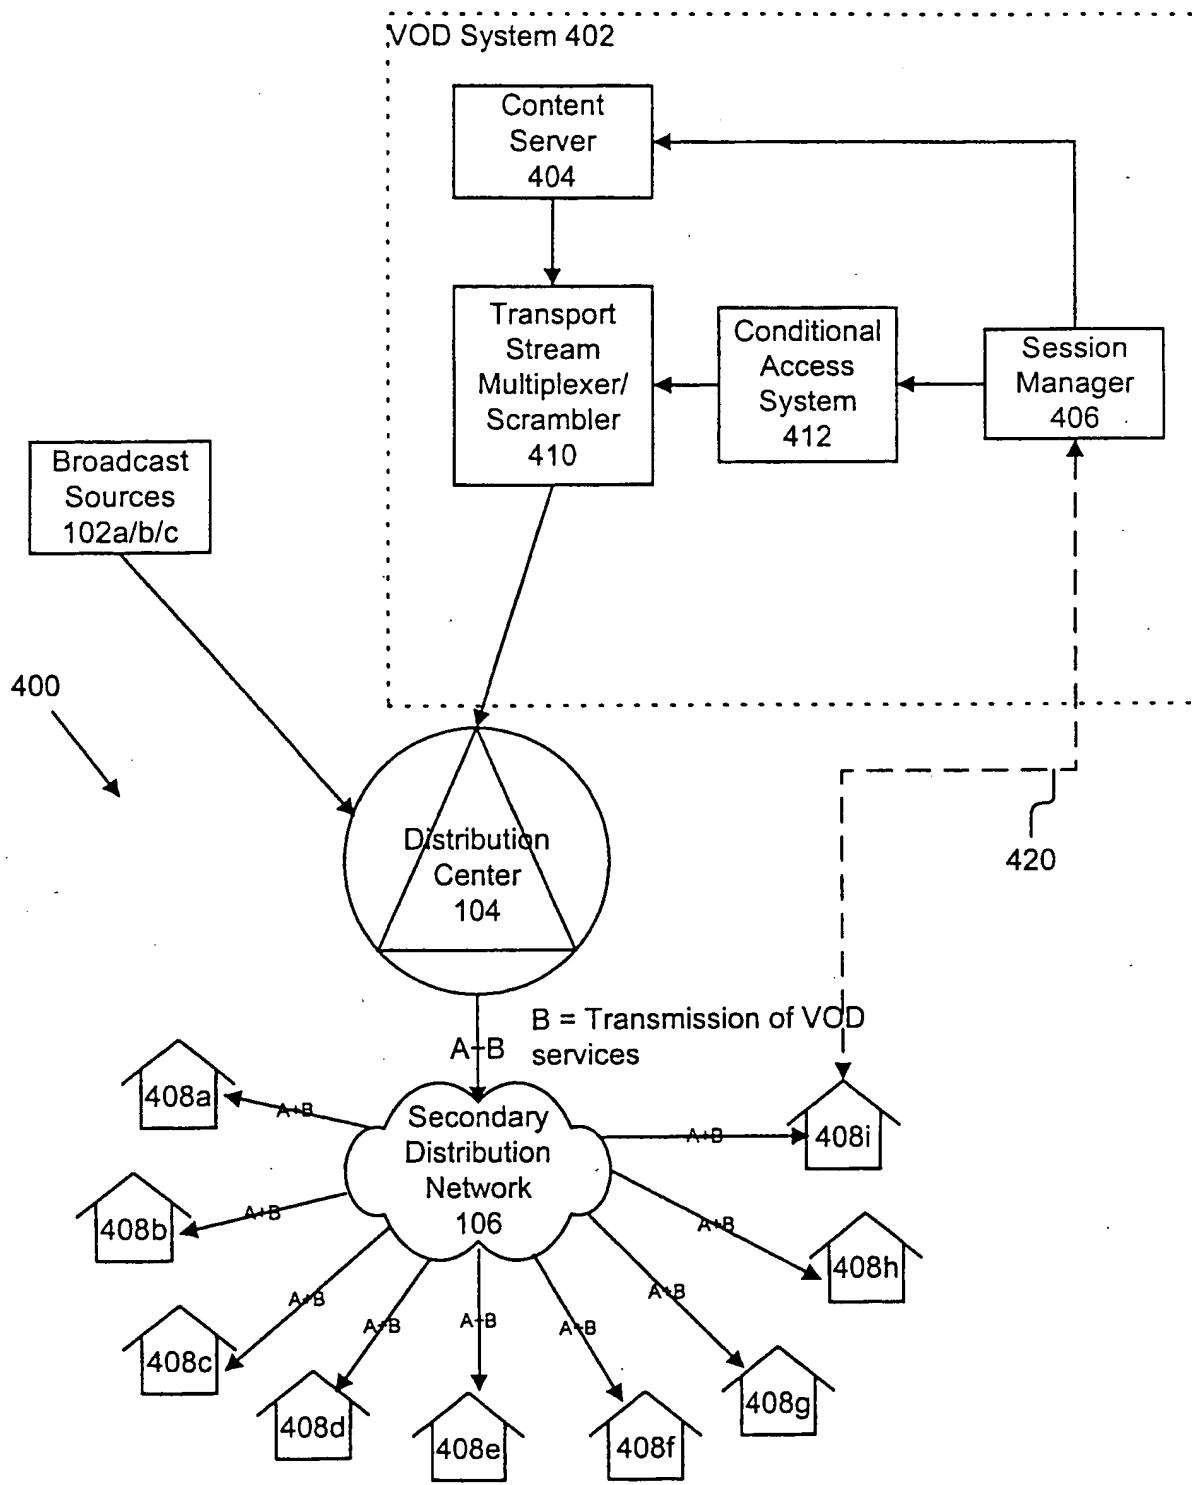 VOD System 402
Content
Server
404
Transport
Stream
Multiplexer/
Scrambler
410
Conditional
Access
System
412
Session
Manager
406
Broadcast
Sources
102a/b/c
400
420
Distribution
Center
104
A+B
B = Transmission of VOD
services
Secondary
Distribution
Network
106
408a
A+B
408b
A+B
408c
A+B
408d
A+B
408e
A+B
408f
A+B
408g
A+B
408h
A+B
408i
A+B